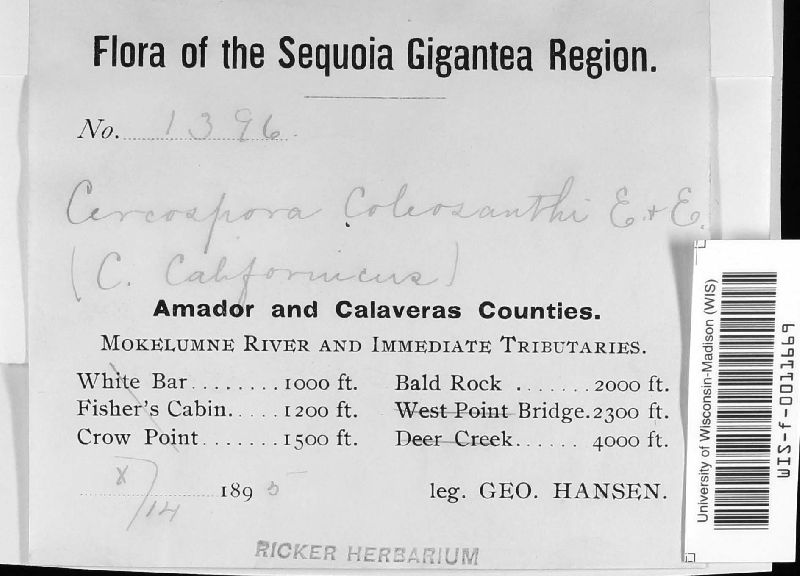 Flora of the Sequoia Gigantea Region.
No. 1396.
Cercospora Coleosanthi E. & E.
(C. Californicus)
Amador and Calaveras Counties.
MOKELUMNE RIVER AND IMMEDIATE TRIBUTARIES.
White Bar........1000 ft. Bald Rock .......2000 ft.
Fisher's Cabin.....1200 ft. West Point Bridge.2300 ft.
Crow Point.......1500 ft. Deer Creek......4000 ft.
X/14 1895 leg. GEO. HANSEN.
RICKER HERBARIUM
University of Wisconsin-Madison (WIS)
WIS-f-0011669